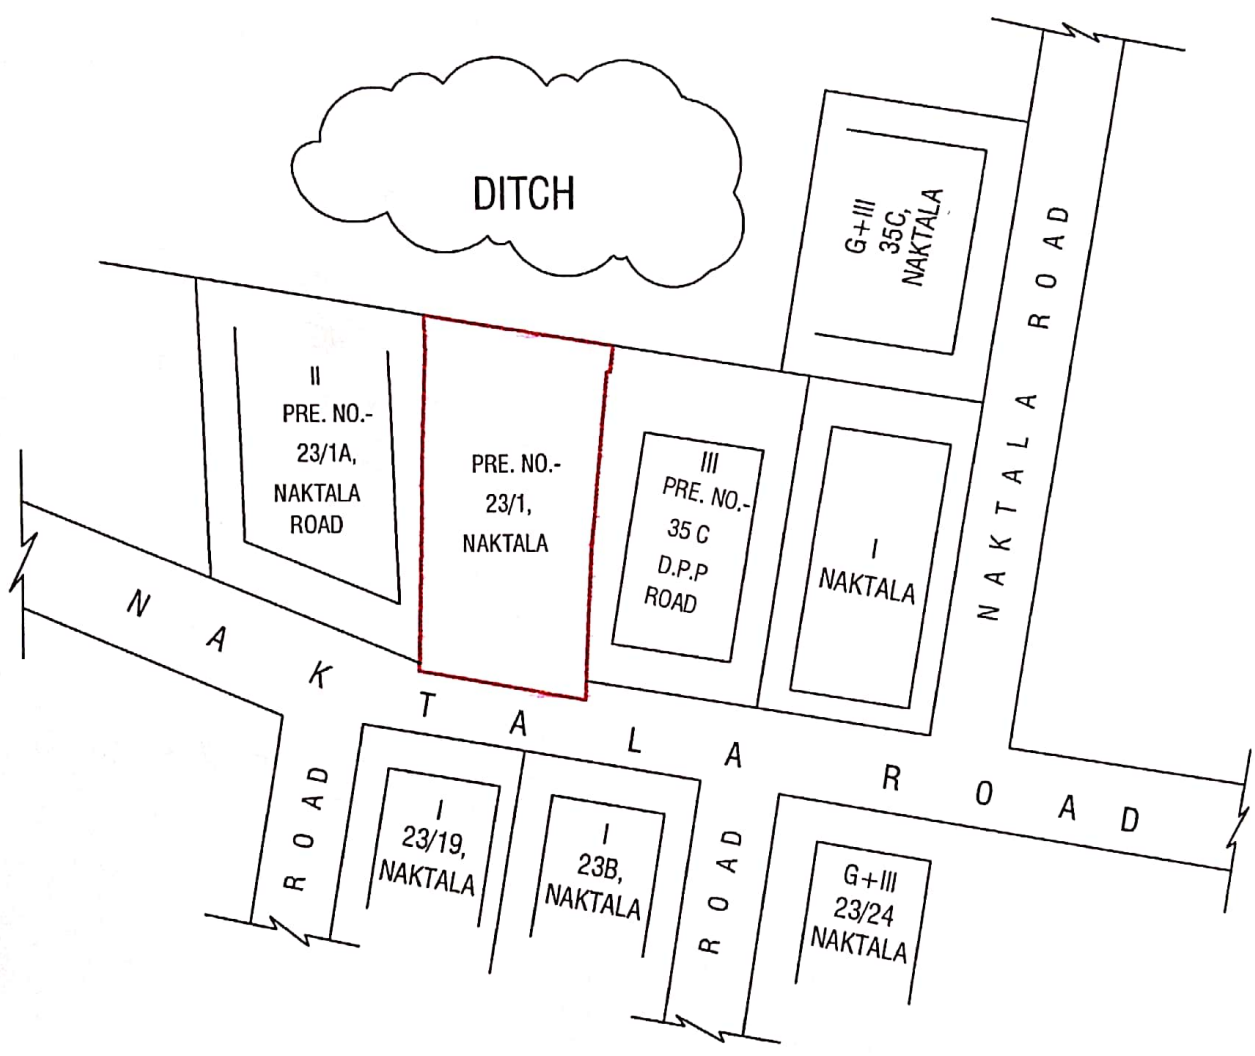 DITCH
G+III
35C,
NAKTALA
NAKTALA ROAD
II
PRE. NO.-
23/1A,
NAKTALA
ROAD
PRE. NO.-
23/1,
NAKTALA
III
PRE. NO.-
35 C
D.P.P
ROAD
I
NAKTALA
NAKTALA ROAD
ROAD
I
23/19,
NAKTALA
I
23B,
NAKTALA
ROAD
G+III
23/24
NAKTALA